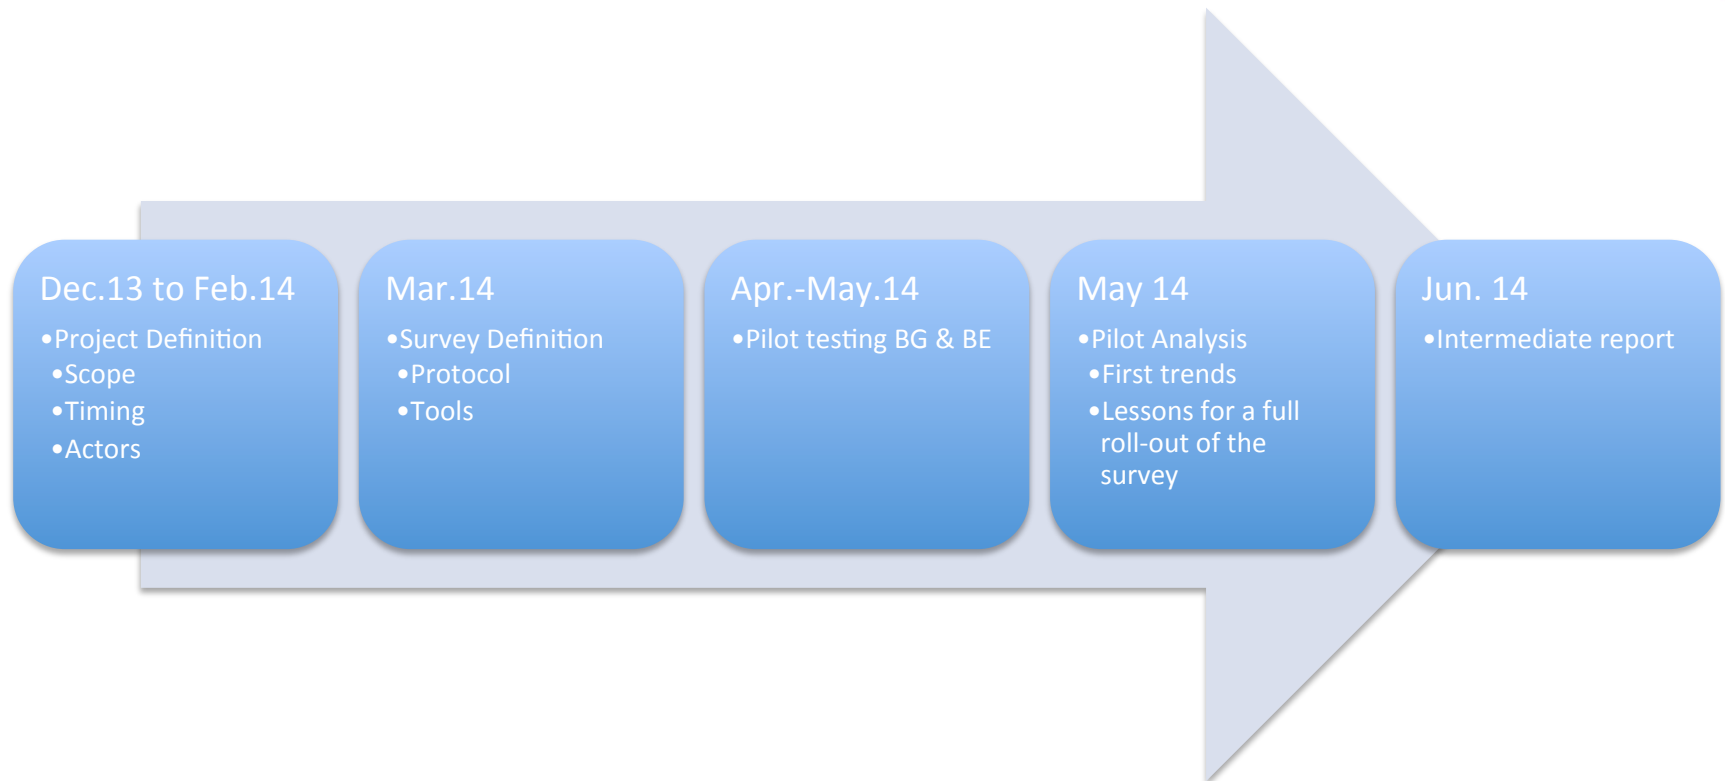 Dec.13 to Feb.14
•Project Definition
•Scope
•Timing
•Actors
Mar.14
•Survey Definition
•Protocol
•Tools
Apr.-May.14
•Pilot testing BG & BE
May 14
•Pilot Analysis
•First trends
•Lessons for a full
roll-out of the
survey
Jun. 14
•Intermediate report